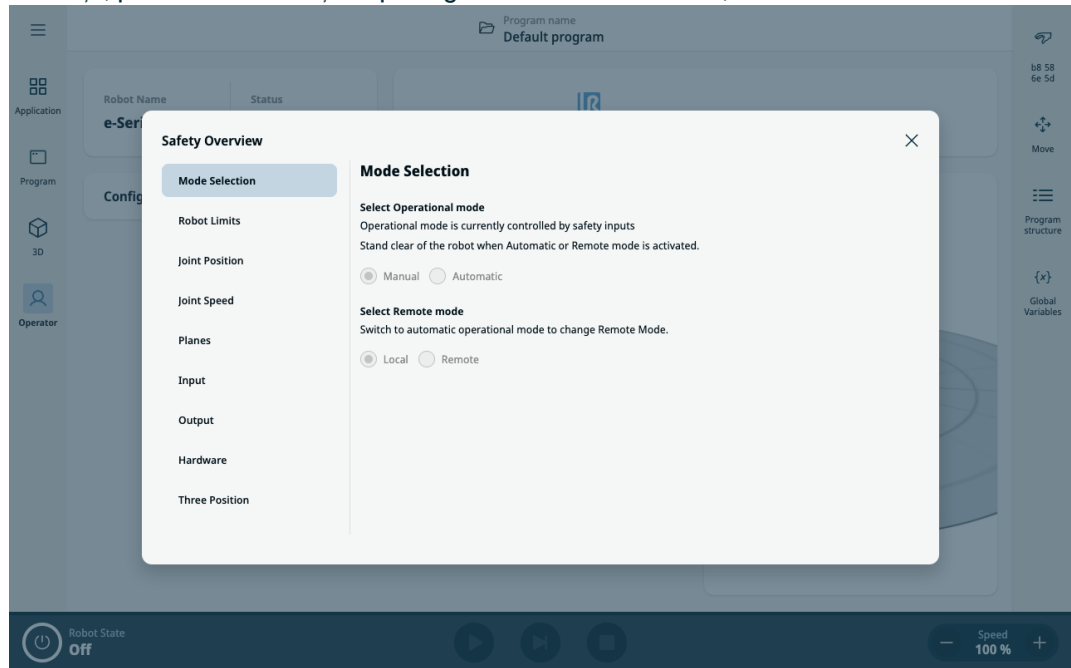 Program name
Default program
b8 58
6e 5d
Application
Robot Name
Status
e-Seri
Move
Program
Config
Program
structure
3D
Global
Variables
Operator
Safety Overview
Mode Selection
Robot Limits
Joint Position
Joint Speed
Planes
Input
Output
Hardware
Three Position
Mode Selection
Select Operational mode
Operational mode is currently controlled by safety inputs
Stand clear of the robot when Automatic or Remote mode is activated.
Manual Automatic
Select Remote mode
Switch to automatic operational mode to change Remote Mode.
Local Remote
Robot State
Off
Speed
100 %